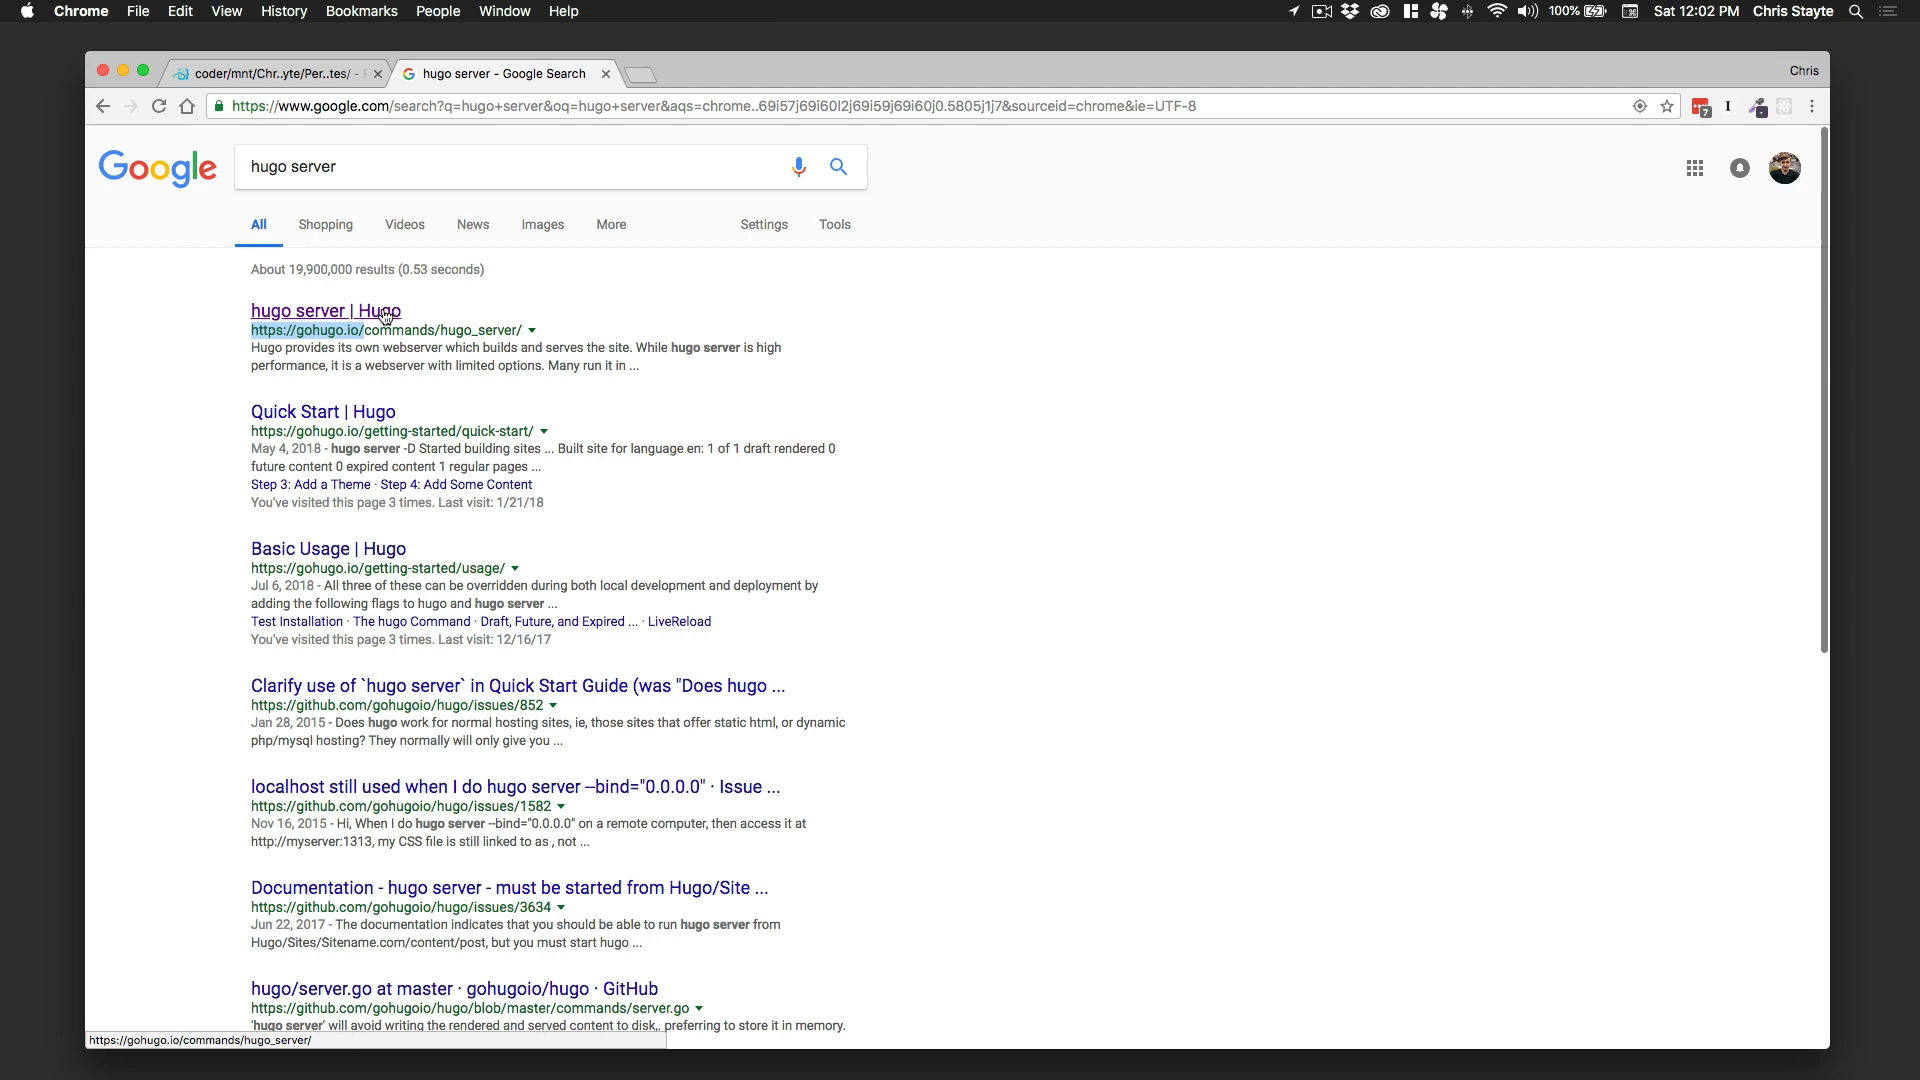 Chrome File Edit View History Bookmarks People Window Help 100% Sat 12:02 PM Chris Stayte
coder/mnt/Chr..yte/Per..tes/ - hugo server - Google Search Chris
https://www.google.com/search?q=hugo+server&oq=hugo+server&aqs=chrome..69i57j69i60l2j69i59j69i60j0.5805j1j7&sourceid=chrome&ie=UTF-8 7
Google hugo server
All Shopping Videos News Images More Settings Tools
About 19,900,000 results (0.53 seconds)
hugo server | Hugo
https://gohugo.io/commands/hugo_server/
Hugo provides its own webserver which builds and serves the site. While hugo server is high
performance, it is a webserver with limited options. Many run it in ...
Quick Start | Hugo
https://gohugo.io/getting-started/quick-start/
May 4, 2018 - hugo server -D Started building sites ... Built site for language en: 1 of 1 draft rendered 0
future content 0 expired content 1 regular pages ...
Step 3: Add a Theme · Step 4: Add Some Content
You've visited this page 3 times. Last visit: 1/21/18
Basic Usage | Hugo
https://gohugo.io/getting-started/usage/
Jul 6, 2018 - All three of these can be overridden during both local development and deployment by
adding the following flags to hugo and hugo server ...
Test Installation · The hugo Command · Draft, Future, and Expired ... · LiveReload
You've visited this page 3 times. Last visit: 12/16/17
Clarify use of `hugo server` in Quick Start Guide (was "Does hugo ...
https://github.com/gohugoio/hugo/issues/852
Jan 28, 2015 - Does hugo work for normal hosting sites, ie, those sites that offer static html, or dynamic
php/mysql hosting? They normally will only give you ...
localhost still used when I do hugo server --bind="0.0.0.0" · Issue ...
https://github.com/gohugoio/hugo/issues/1582
Nov 16, 2015 - Hi, When I do hugo server --bind="0.0.0.0" on a remote computer, then access it at
http://myserver:1313, my CSS file is still linked to as , not ...
Documentation - hugo server - must be started from Hugo/Site ...
https://github.com/gohugoio/hugo/issues/3634
Jun 22, 2017 - The documentation indicates that you should be able to run hugo server from
Hugo/Sites/Sitename.com/content/post, but you must start hugo ...
hugo/server.go at master · gohugoio/hugo · GitHub
https://github.com/gohugoio/hugo/blob/master/commands/server.go
'hugo server' will avoid writing the rendered and served content to disk,. preferring to store it in memory.
https://gohugo.io/commands/hugo_server/